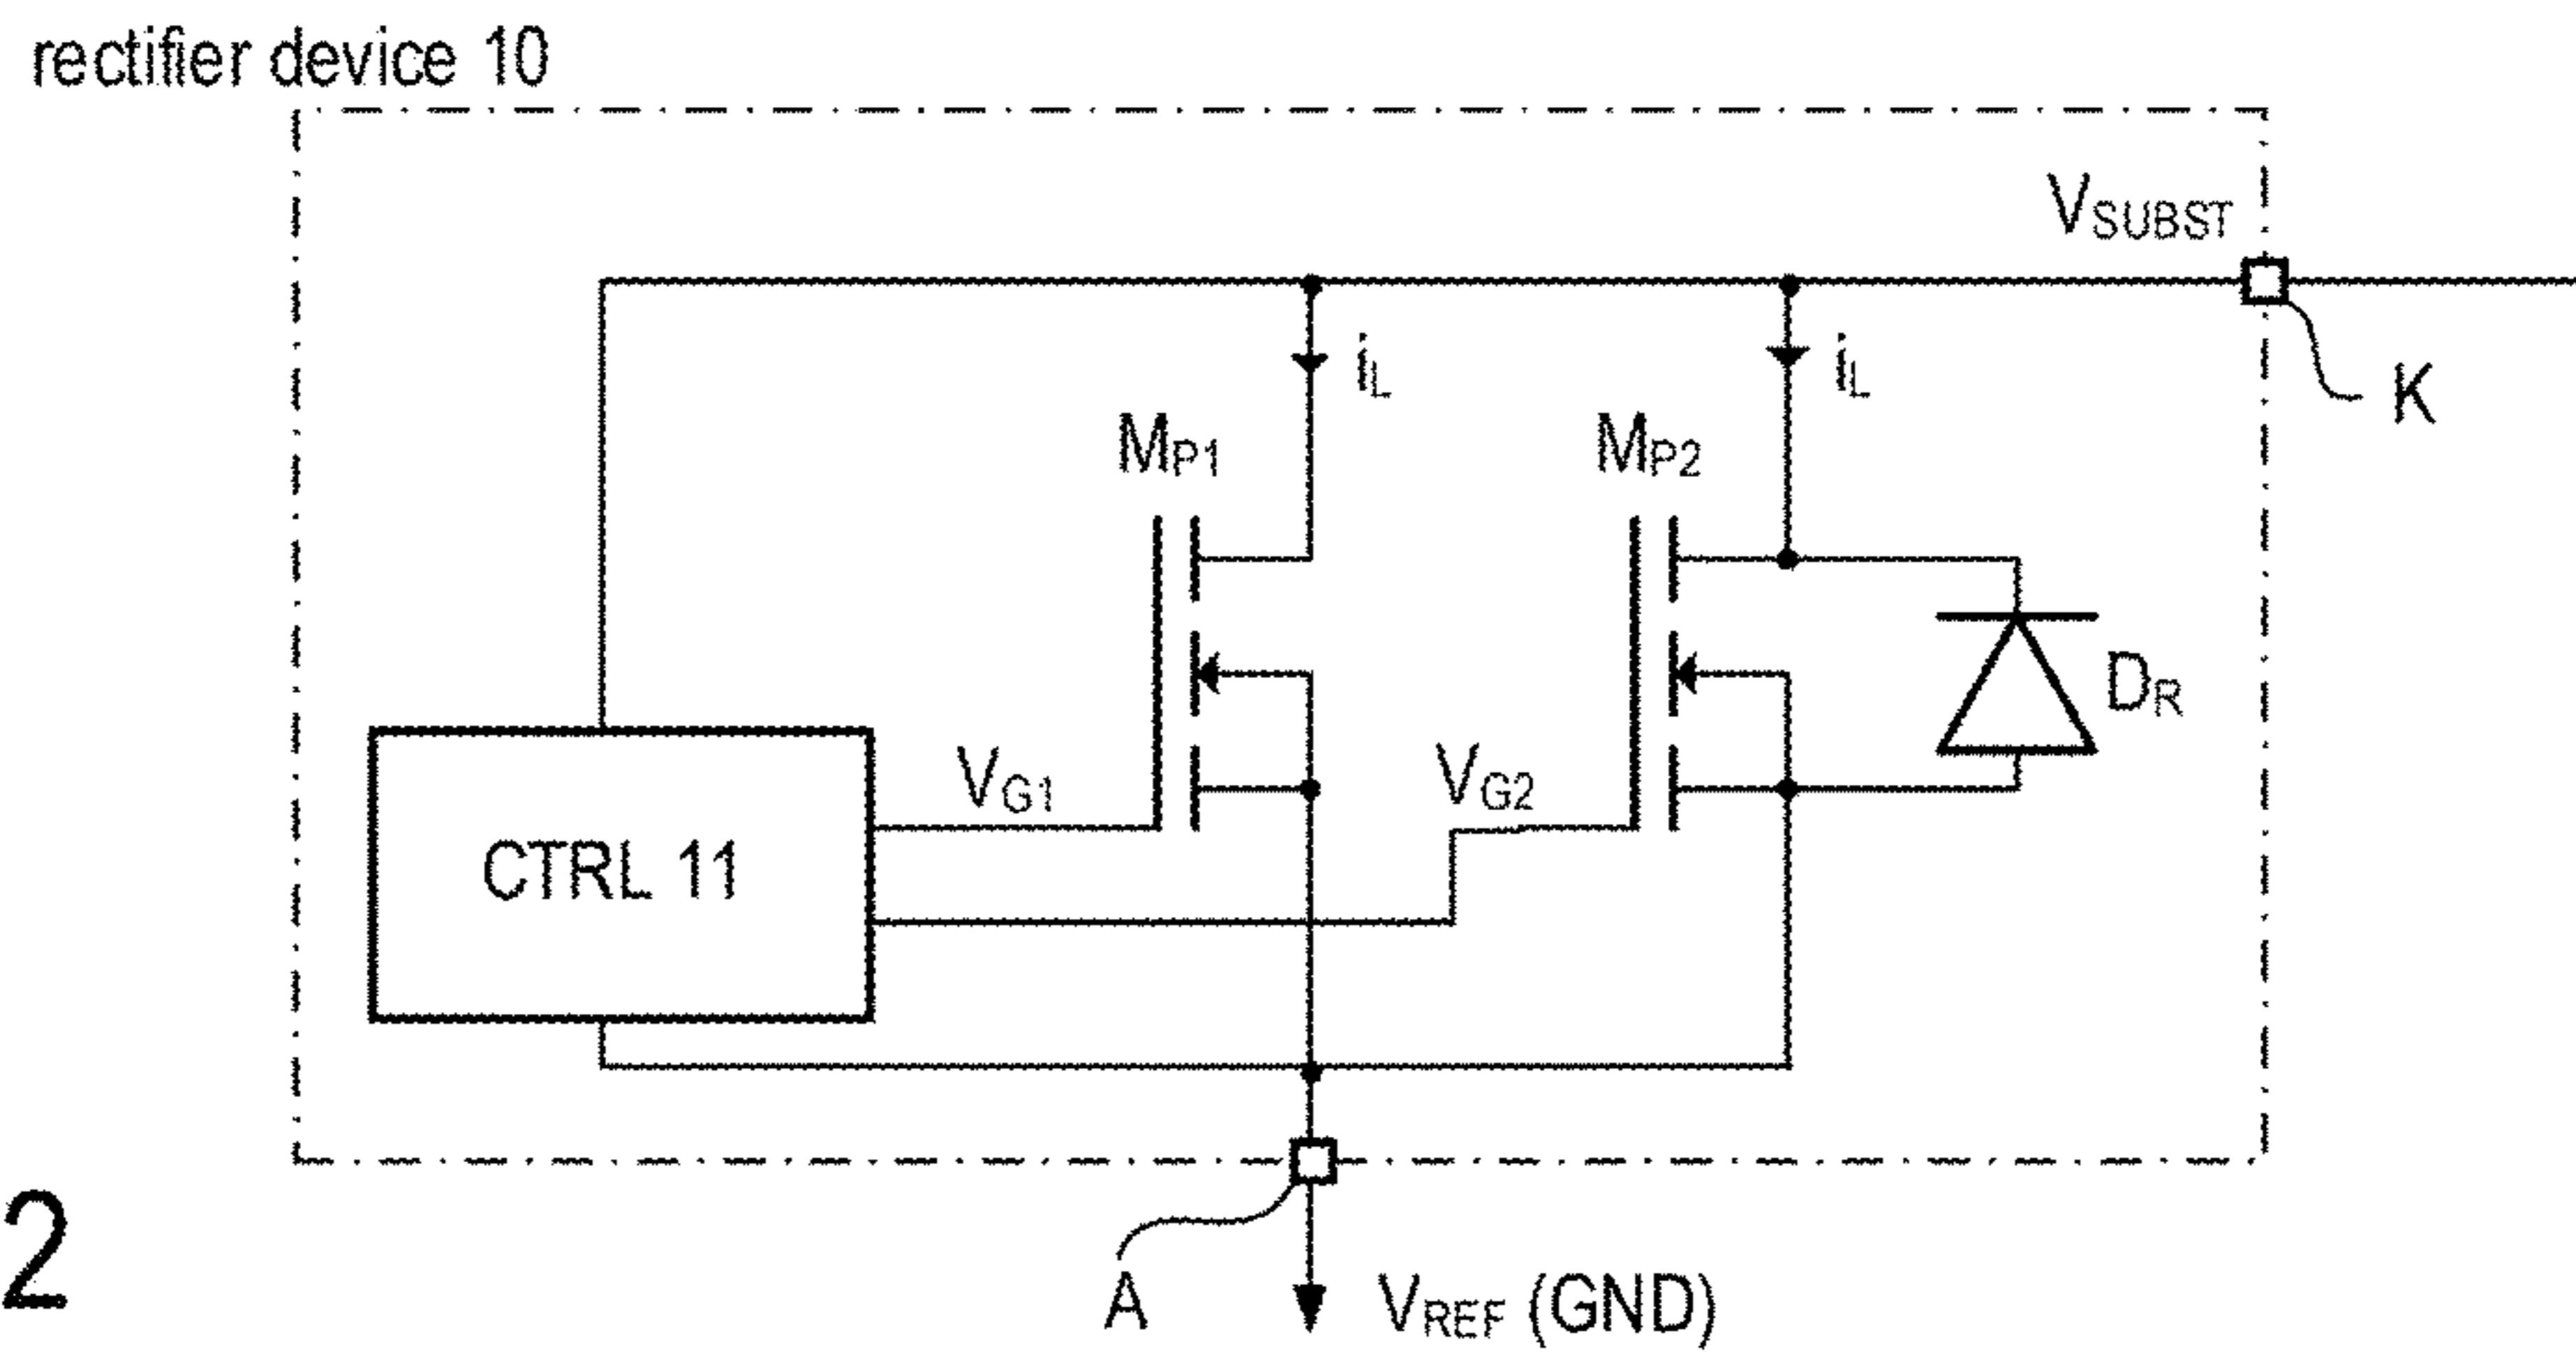 rectifier device 10
VSUBST
iL
iL
K
MP1
MP2
DR
VG1
VG2
CTRL 11
2
A
VREF (GND)